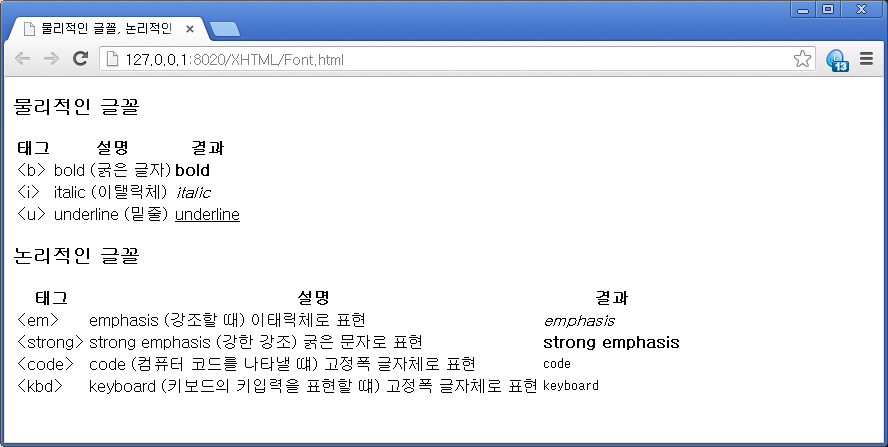 물리적인 글꼴, 논리적인
127.0.0.1:8020/XHTML/Font.html
13
물리적인 글꼴
태그 설명 결과
<b> bold (굵은 글자) bold
<i> italic (이탤릭체) italic
<u> underline (밑줄) underline
논리적인 글꼴
태그 설명 결과
<em> emphasis (강조할 때) 이태릭체로 표현 emphasis
<strong> strong emphasis (강한 강조) 굵은 문자로 표현 strong emphasis
<code> code (컴퓨터 코드를 나타낼 떄) 고정폭 글자체로 표현 code
<kbd> keyboard (키보드의 키입력을 표현할 떄) 고정폭 글자체로 표현 keyboard